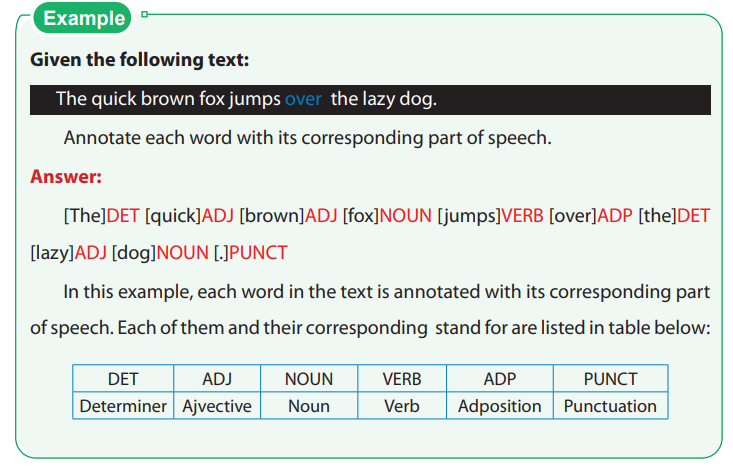 Example
Given the following text:
The quick brown fox jumps over the lazy dog.
Annotate each word with its corresponding part of speech.
Answer:
[The]DET [quick]ADJ [brown]ADJ [fox]NOUN [jumps]VERB [over]ADP [the]DET
[lazy]ADJ [dog]NOUN [.]PUNCT
In this example, each word in the text is annotated with its corresponding part
of speech. Each of them and their corresponding stand for are listed in table below:
DET ADJ NOUN VERB ADP PUNCT
Determiner Ajvective Noun Verb Adposition Punctuation